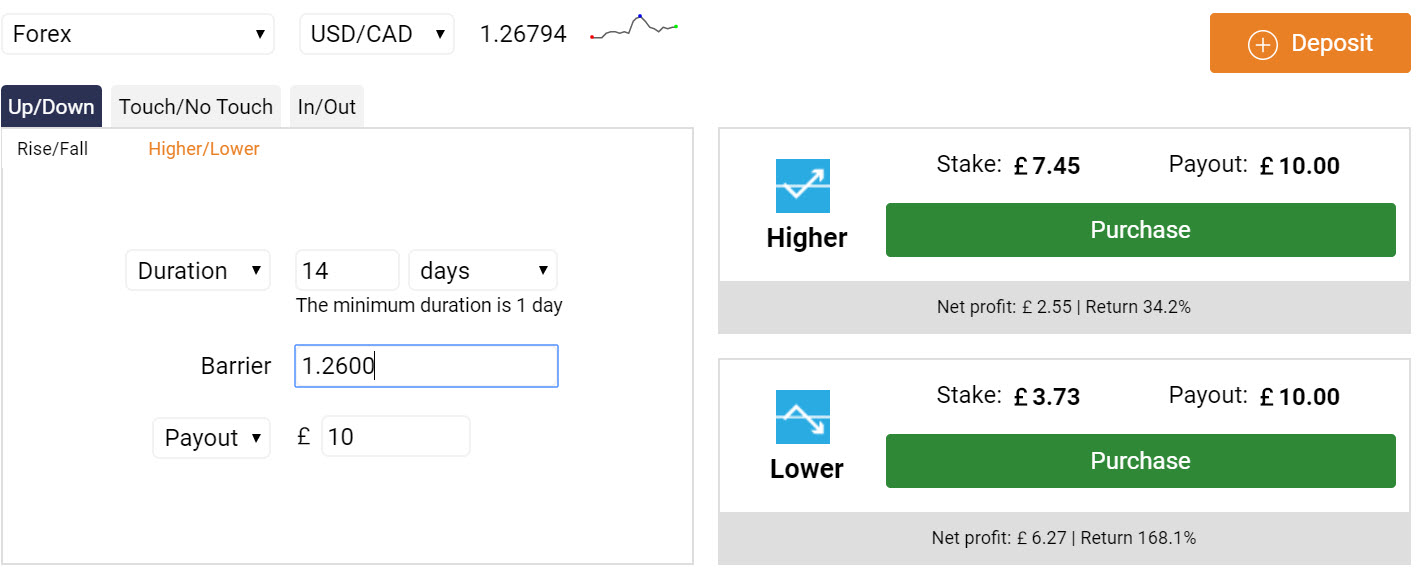 Forex USD/CAD 1.26794
Deposit
Up/Down Touch/No Touch In/Out
Rise/Fall Higher/Lower
Duration 14 days
The minimum duration is 1 day
Barrier 1.2600
Payout £ 10
Higher
Stake: £ 7.45 Payout: £ 10.00
Purchase
Net profit: £ 2.55 | Return 34.2%
Lower
Stake: £ 3.73 Payout: £ 10.00
Purchase
Net profit: £ 6.27 | Return 168.1%